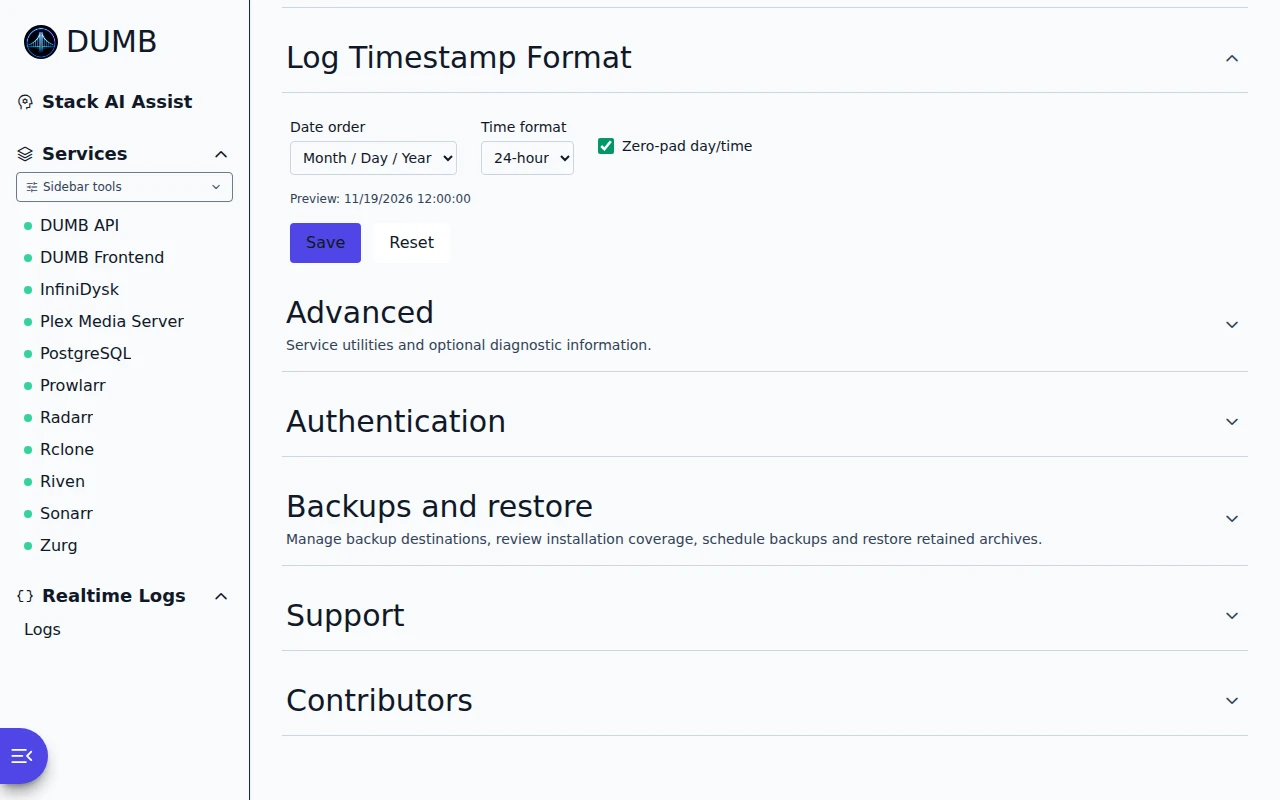 DUMB
Stack AI Assist
Services
Sidebar tools
DUMB API
DUMB Frontend
InfiniDysk
Plex Media Server
PostgreSQL
Prowlarr
Radarr
Rclone
Riven
Sonarr
Zurg
Realtime Logs
Logs
Log Timestamp Format
Date order
Time format
Month / Day / Year
24-hour
Zero-pad day/time
Preview: 11/19/2026 12:00:00
Save
Reset
Advanced
Service utilities and optional diagnostic information.
Authentication
Backups and restore
Manage backup destinations, review installation coverage, schedule backups and restore retained archives.
Support
Contributors